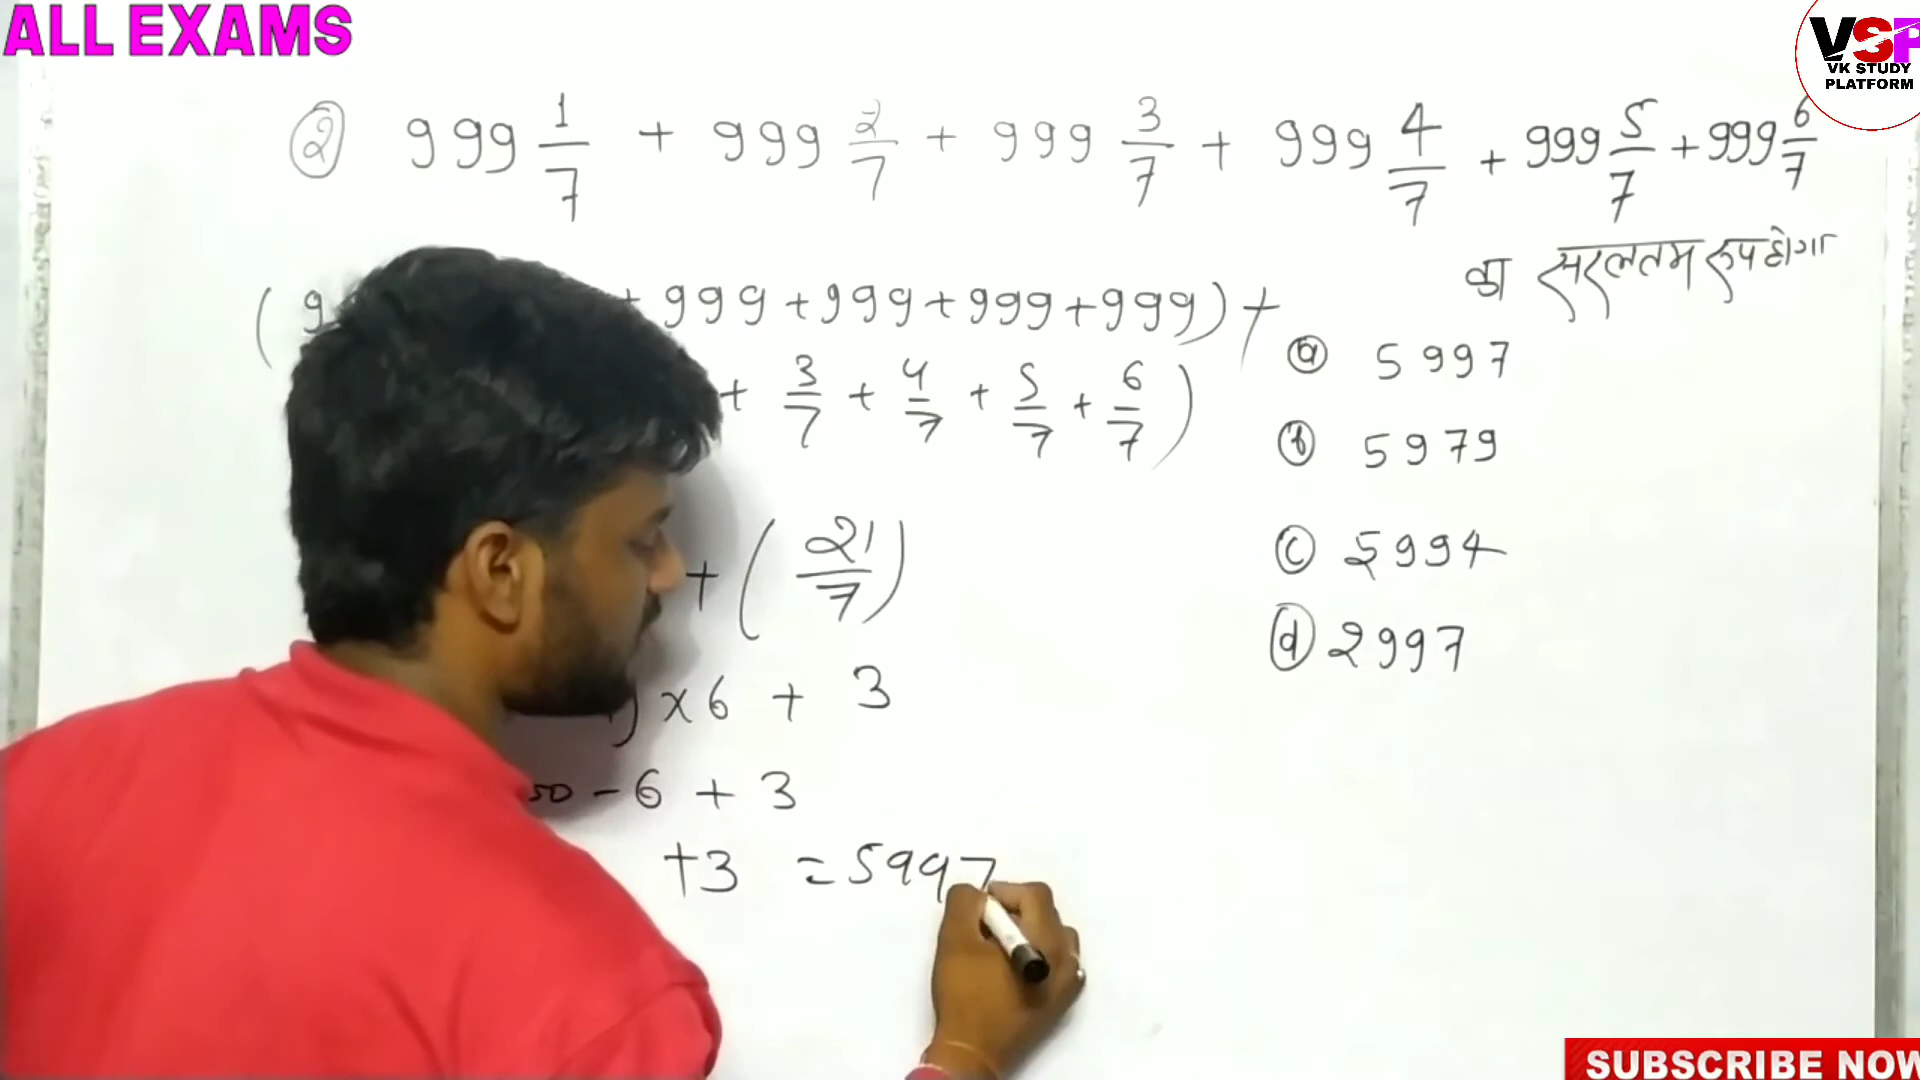 ALL EXAMS
VSP
VK STUDY
PLATFORM
② 999 1/7 + 999 2/7 + 999 3/7 + 999 4/7 + 999 5/7 + 999 6/7
का सरलतम रूप होगा
( 9 + 999 + 999 + 999 + 999 ) +
+ 3/7 + 4/7 + 5/7 + 6/7 )
+ ( 21/7 )
) × 6 + 3
- 6 + 3
+3 = 5997
ⓐ 5997
ⓑ 5979
ⓒ 5994
ⓓ 2997
SUBSCRIBE NOW